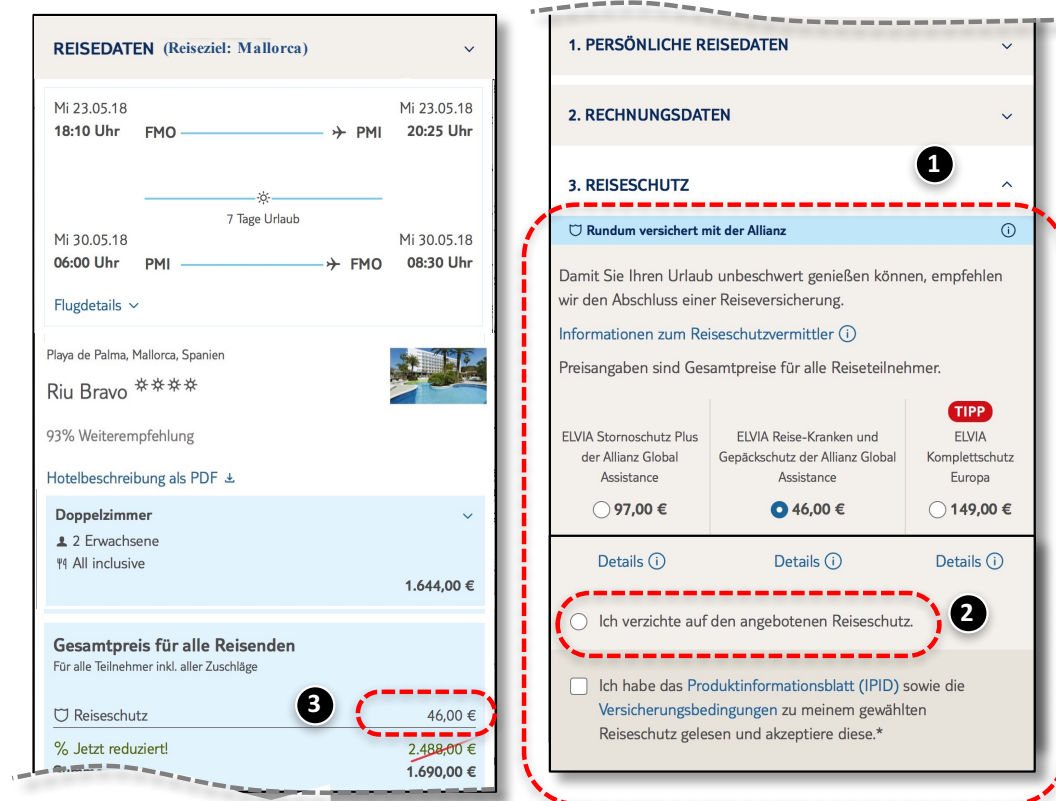 REISEDATEN (Reiseziel: Mallorca)
Mi 23.05.18 Mi 23.05.18
18:10 Uhr FMO PMI 20:25 Uhr
7 Tage Urlaub
Mi 30.05.18 Mi 30.05.18
06:00 Uhr PMI FMO 08:30 Uhr
Flugdetails
Playa de Palma, Mallorca, Spanien
Riu Bravo
93% Weiterempfehlung
Hotelbeschreibung als PDF
Doppelzimmer
2 Erwachsene
All inclusive
1.644,00 €
Gesamtpreis für alle Reisenden
Für alle Teilnehmer inkl. aller Zuschläge
3
Reiseschutz 46,00 €
% Jetzt reduziert! 2.488,00 €
1.690,00 €
1. PERSÖNLICHE REISEDATEN
2. RECHNUNGSDATEN
1
3. REISESCHUTZ
Rundum versichert mit der Allianz
Damit Sie Ihren Urlaub unbeschwert genießen können, empfehlen
wir den Abschluss einer Reiseversicherung.
Informationen zum Reiseschutzvermittler
Preisangaben sind Gesamtpreise für alle Reiseteilnehmer.
ELVIA Stornoschutz Plus
der Allianz Global
Assistance
97,00 €
ELVIA Reise-Kranken und
Gepäckschutz der Allianz Global
Assistance
46,00 €
TIPP
ELVIA
Komplettschutz
Europa
149,00 €
Details Details Details
2
Ich verzichte auf den angebotenen Reiseschutz.
Ich habe das Produktinformationsblatt (IPID) sowie die
Versicherungsbedingungen zu meinem gewählten
Reiseschutz gelesen und akzeptiere diese.*